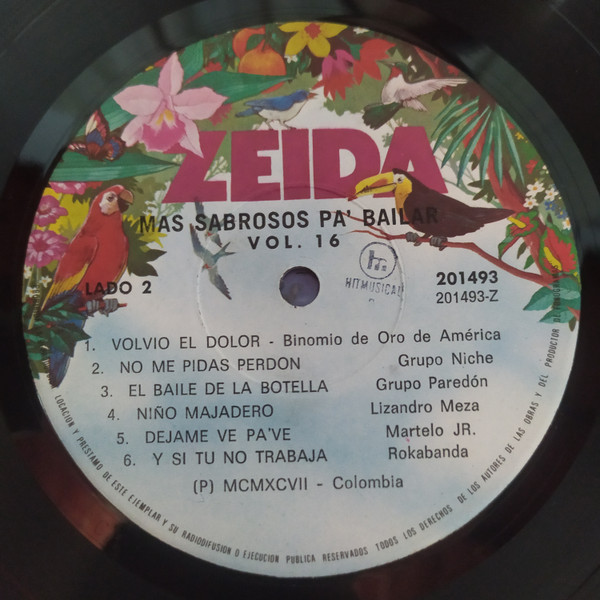 ZEIDA
MAS SABROSOS PA' BAILAR
VOL. 16
HITMUSICAL
LADO 2
201493
201493-Z
1. VOLVIO EL DOLOR - Binomio de Oro de América
2. NO ME PIDAS PERDON Grupo Niche
3. EL BAILE DE LA BOTELLA Grupo Paredón
4. NIÑO MAJADERO Lizandro Meza
5. DEJAME VE PA'VE Martelo JR.
6. Y SI TU NO TRABAJA Rokabanda
(P) MCMXCVII - Colombia
LOCACION Y PRESTAMO DE ESTE EJEMPLAR Y SU RADIODIFUSION O EJECUCION PUBLICA RESERVADOS TODOS LOS DERECHOS DE LOS AUTORES DE LAS OBRAS Y DEL PRODUCTOR